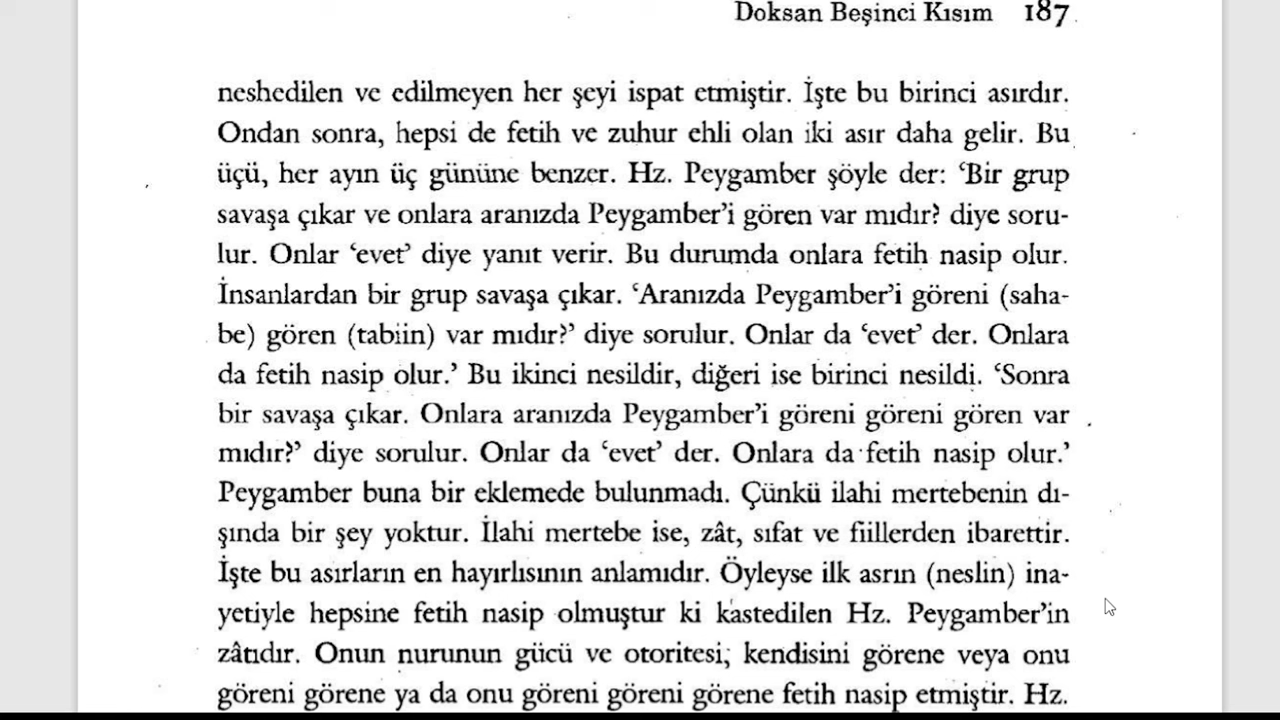 Doksan Beşinci Kısım 187
neshedilen ve edilmeyen her şeyi ispat etmiştir. İşte bu birinci asırdır.
Ondan sonra, hepsi de fetih ve zuhur ehli olan iki asır daha gelir. Bu
üçü, her ayın üç gününe benzer. Hz. Peygamber şöyle der: ‘Bir grup
savaşa çıkar ve onlara aranızda Peygamber’i gören var mıdır? diye soru-
lur. Onlar ‘evet’ diye yanıt verir. Bu durumda onlara fetih nasip olur.
İnsanlardan bir grup savaşa çıkar. ‘Aranızda Peygamber’i göreni (saha-
be) gören (tabiin) var mıdır?’ diye sorulur. Onlar da ‘evet’ der. Onlara
da fetih nasip olur.’ Bu ikinci nesildir, diğeri ise birinci nesildi. ‘Sonra
bir savaşa çıkar. Onlara aranızda Peygamber’i göreni göreni gören var
mıdır?’ diye sorulur. Onlar da ‘evet’ der. Onlara da fetih nasip olur.’
Peygamber buna bir eklemede bulunmadı. Çünkü ilahi mertebenin dı-
şında bir şey yoktur. İlahi mertebe ise, zât, sıfat ve fiillerden ibarettir.
İşte bu asırların en hayırlısının anlamıdır. Öyleyse ilk asrın (neslin) ina-
yetiyle hepsine fetih nasip olmuştur ki kastedilen Hz. Peygamber’in
zâtıdır. Onun nurunun gücü ve otoritesi, kendisini görene veya onu
göreni görene ya da onu göreni göreni görene fetih nasip etmiştir. Hz.